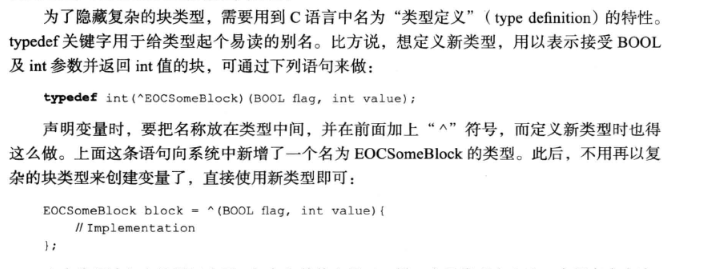 为了隐藏复杂的块类型，需要用到 C 语言中名为“类型定义”（type definition）的特性。
typedef 关键字用于给类型起个易读的别名。比方说，想定义新类型，用以表示接受 BOOL
及 int 参数并返回 int 值的块，可通过下列语句来做：
typedef int(^EOCSomeBlock)(BOOL flag, int value);
声明变量时，要把名称放在类型中间，并在前面加上“^”符号，而定义新类型时也得
这么做。上面这条语句向系统中新增了一个名为 EOCSomeBlock 的类型。此后，不用再以复
杂的块类型来创建变量了，直接使用新类型即可：
EOCSomeBlock block = ^(BOOL flag, int value){
// Implementation
};